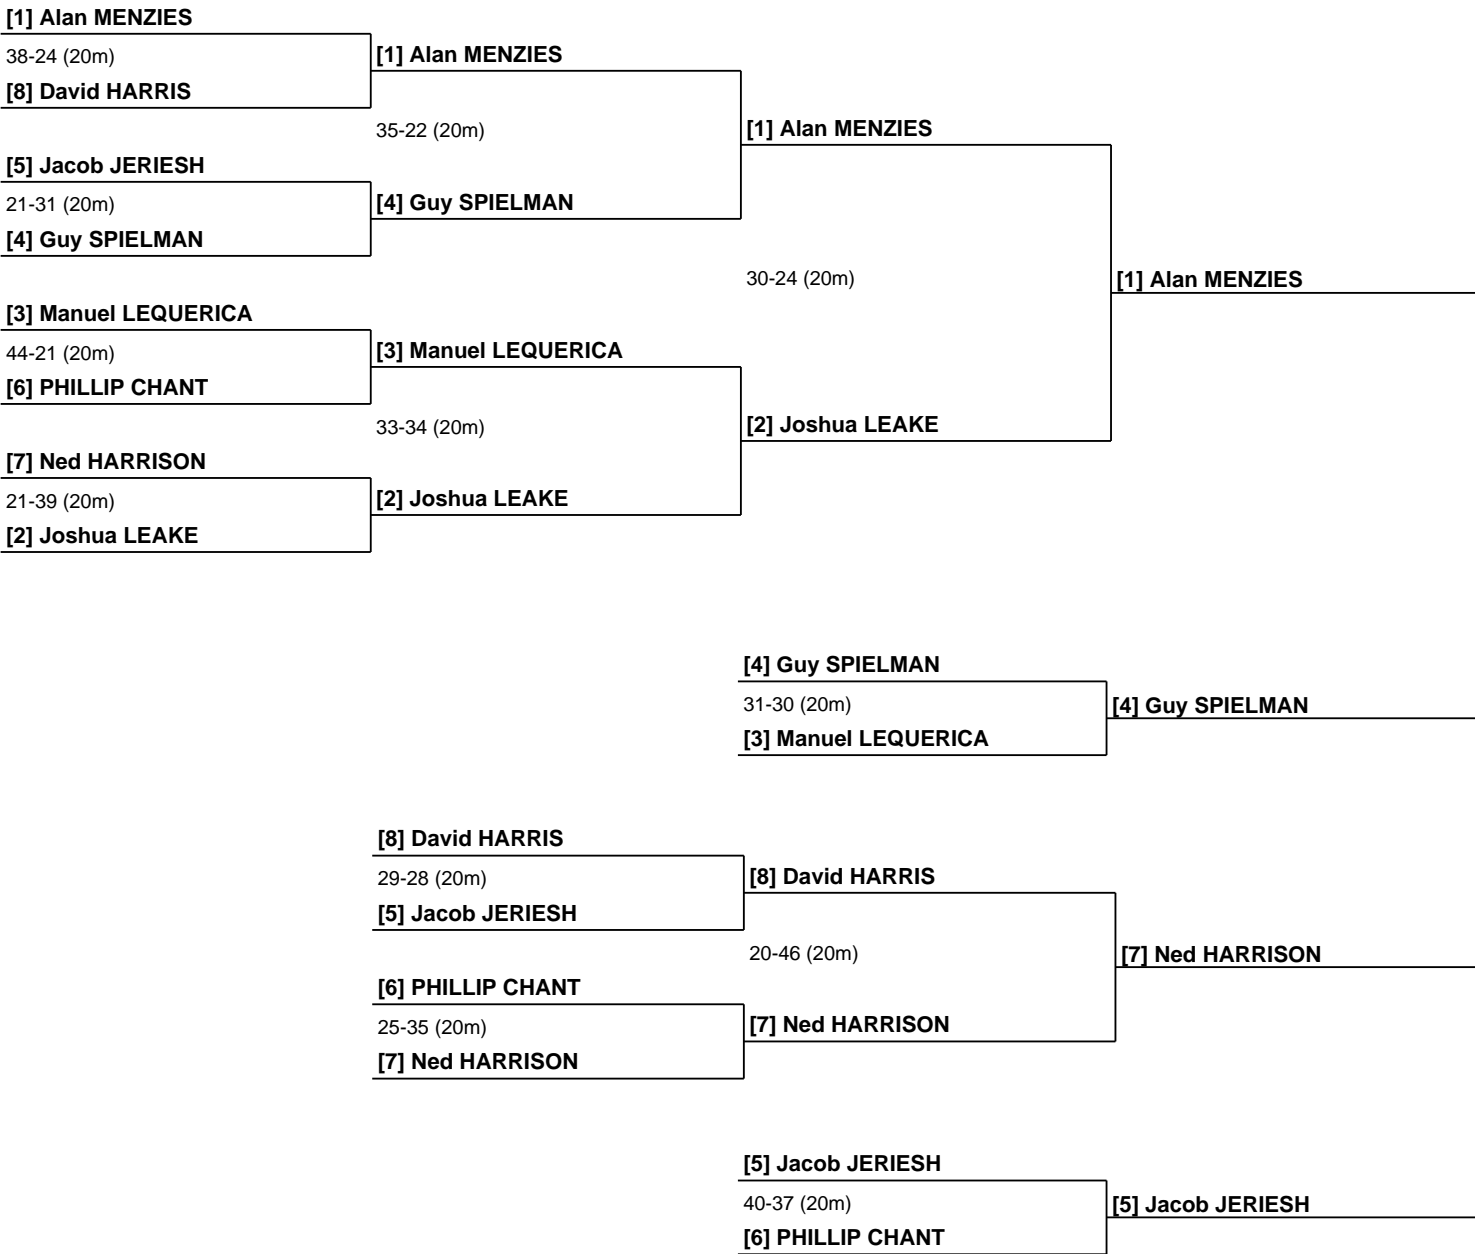 [1] Alan MENZIES
38-24 (20m)
[1] Alan MENZIES
[8] David HARRIS
35-22 (20m)
[1] Alan MENZIES
[5] Jacob JERIESH
21-31 (20m)
[4] Guy SPIELMAN
[4] Guy SPIELMAN
30-24 (20m)
[1] Alan MENZIES
[3] Manuel LEQUERICA
44-21 (20m)
[3] Manuel LEQUERICA
[6] PHILLIP CHANT
33-34 (20m)
[2] Joshua LEAKE
[7] Ned HARRISON
21-39 (20m)
[2] Joshua LEAKE
[2] Joshua LEAKE
[4] Guy SPIELMAN
31-30 (20m)
[4] Guy SPIELMAN
[3] Manuel LEQUERICA
[8] David HARRIS
29-28 (20m)
[8] David HARRIS
[5] Jacob JERIESH
20-46 (20m)
[7] Ned HARRISON
[6] PHILLIP CHANT
25-35 (20m)
[7] Ned HARRISON
[7] Ned HARRISON
[5] Jacob JERIESH
40-37 (20m)
[5] Jacob JERIESH
[6] PHILLIP CHANT